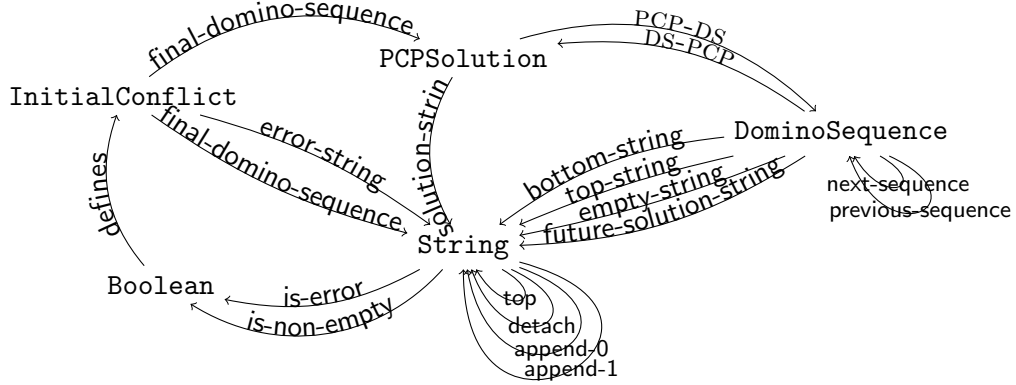 final-domino-sequence
PCP-DS
DS-PCP
PCPSolution
InitialConflict
final-domino-sequence
error-string
solution-strin
DominoSequence
bottom-string
top-string
empty-string
future-solution-string
next-sequence
previous-sequence
defines
String
Boolean
is-error
is-non-empty
top
detach
append-0
append-1